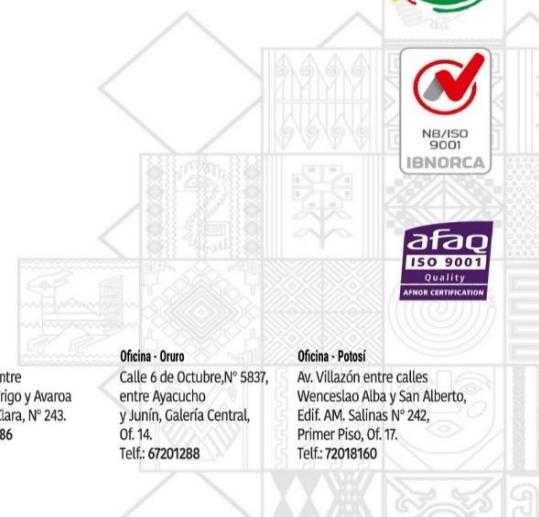 NB/ISO
9001
IBNORCA
afaq
ISO 9001
Quality
AFNOR CERTIFICATION
ntre
rigo y Avaroa
Clara, N° 243.
86
Oficina - Oruro
Calle 6 de Octubre,N° 5837,
entre Ayacucho
y Junín, Galería Central,
Of. 14.
Telf.: 67201288
Oficina - Potosí
Av. Villazón entre calles
Wenceslao Alba y San Alberto,
Edif. AM. Salinas N° 242,
Primer Piso, Of. 17.
Telf.: 72018160